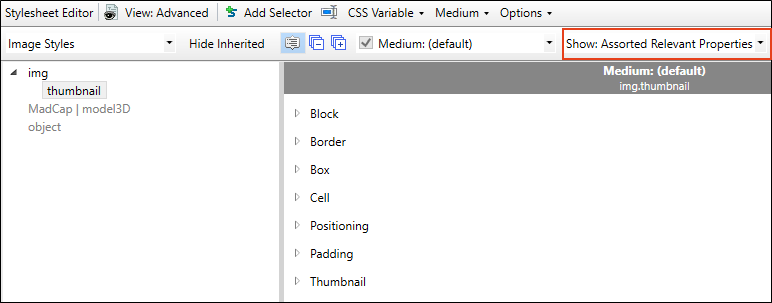 Stylesheet Editor View: Advanced Add Selector CSS Variable Medium Options
Image Styles Hide Inherited Medium: (default) Show: Assorted Relevant Properties
img
thumbnail
MadCap | model3D
object
Medium: (default)
img.thumbnail
Block
Border
Box
Cell
Positioning
Padding
Thumbnail